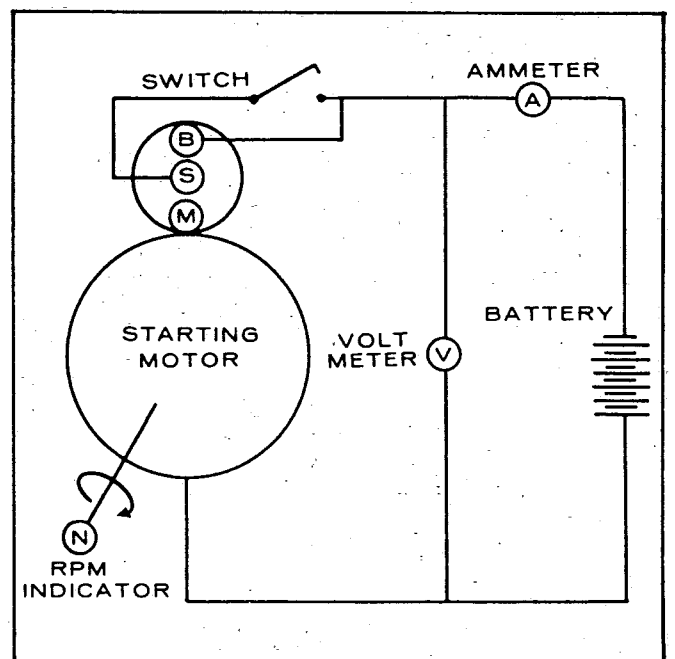 SWITCH
AMMETER
A
B
S
M
BATTERY
STARTING
MOTOR
VOLT
METER
V
N
RPM
INDICATOR